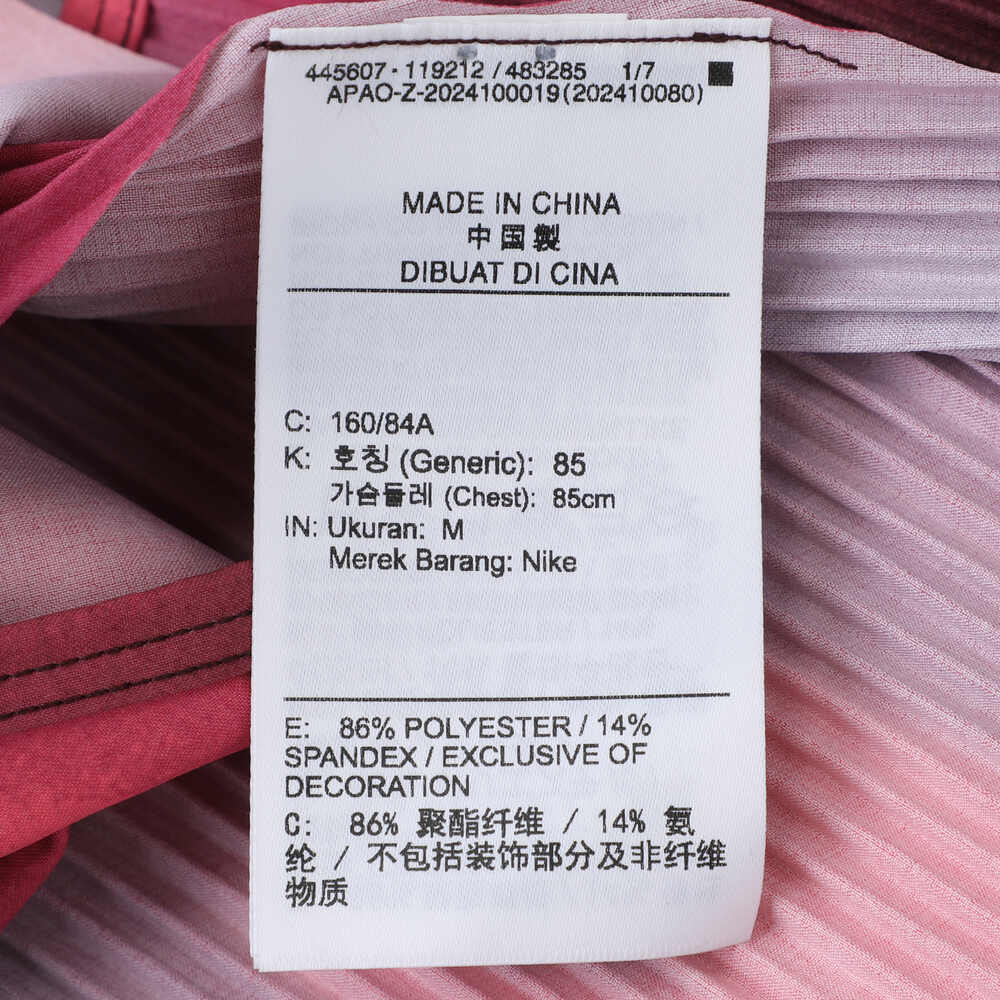 445607 - 119212 / 483285 1/7
APAO-Z-2024100019(202410080)
MADE IN CHINA
中国製
DIBUAT DI CINA
C: 160/84A
K: 호칭 (Generic): 85
가슴둘레 (Chest): 85cm
IN: Ukuran: M
Merek Barang: Nike
E: 86% POLYESTER / 14%
SPANDEX / EXCLUSIVE OF
DECORATION
C: 86% 聚酯纤维 / 14% 氨
纶 / 不包括装饰部分及非纤维
物质